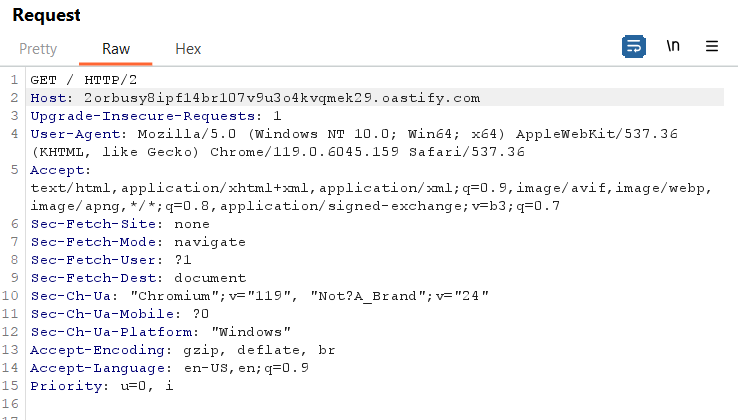 Request
Pretty Raw Hex \n
1 GET / HTTP/2
2 Host: 2orbusy8ipf14br107v9u3o4kvqmek29.oastify.com
3 Upgrade-Insecure-Requests: 1
4 User-Agent: Mozilla/5.0 (Windows NT 10.0; Win64; x64) AppleWebKit/537.36
(KHTML, like Gecko) Chrome/119.0.6045.159 Safari/537.36
5 Accept:
text/html,application/xhtml+xml,application/xml;q=0.9,image/avif,image/webp,
image/apng,*/*;q=0.8,application/signed-exchange;v=b3;q=0.7
6 Sec-Fetch-Site: none
7 Sec-Fetch-Mode: navigate
8 Sec-Fetch-User: ?1
9 Sec-Fetch-Dest: document
10 Sec-Ch-Ua: "Chromium";v="119", "Not?A_Brand";v="24"
11 Sec-Ch-Ua-Mobile: ?0
12 Sec-Ch-Ua-Platform: "Windows"
13 Accept-Encoding: gzip, deflate, br
14 Accept-Language: en-US,en;q=0.9
15 Priority: u=0, i
16